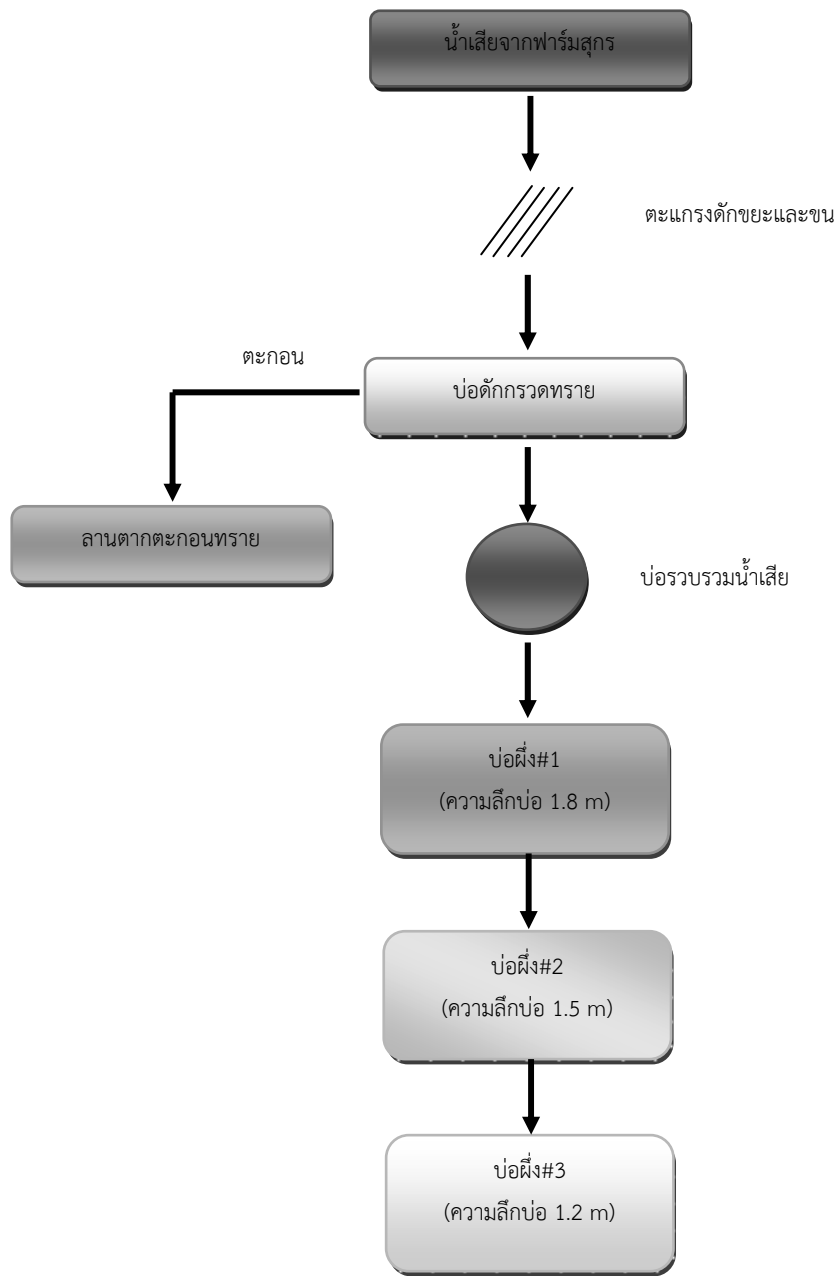 น้ำเสียจากฟาร์มสุกร
ตะแกรงดักขยะและขน
ตะกอน
บ่อดักกรวดทราย
ลานตากตะกอนทราย
บ่อรวบรวมน้ำเสีย
บ่อผึ่ง#1
(ความลึกบ่อ 1.8 m)
บ่อผึ่ง#2
(ความลึกบ่อ 1.5 m)
บ่อผึ่ง#3
(ความลึกบ่อ 1.2 m)